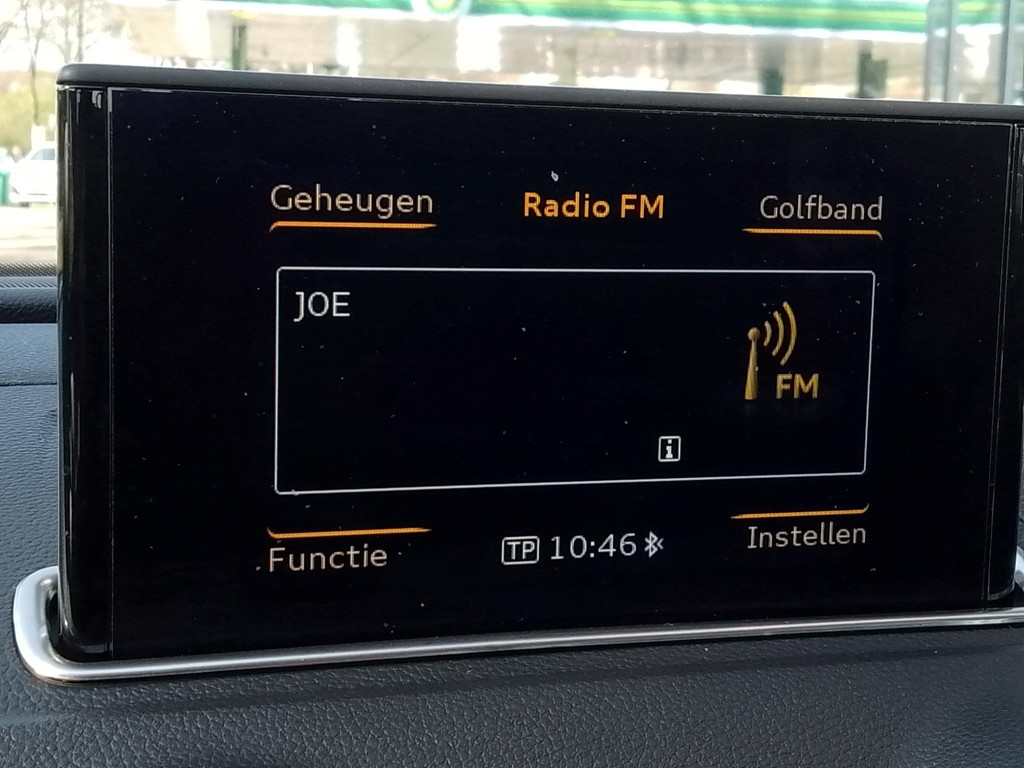 Geheugen Radio FM Golfband
JOE
FM
i
Functie TP 10:46 Instellen